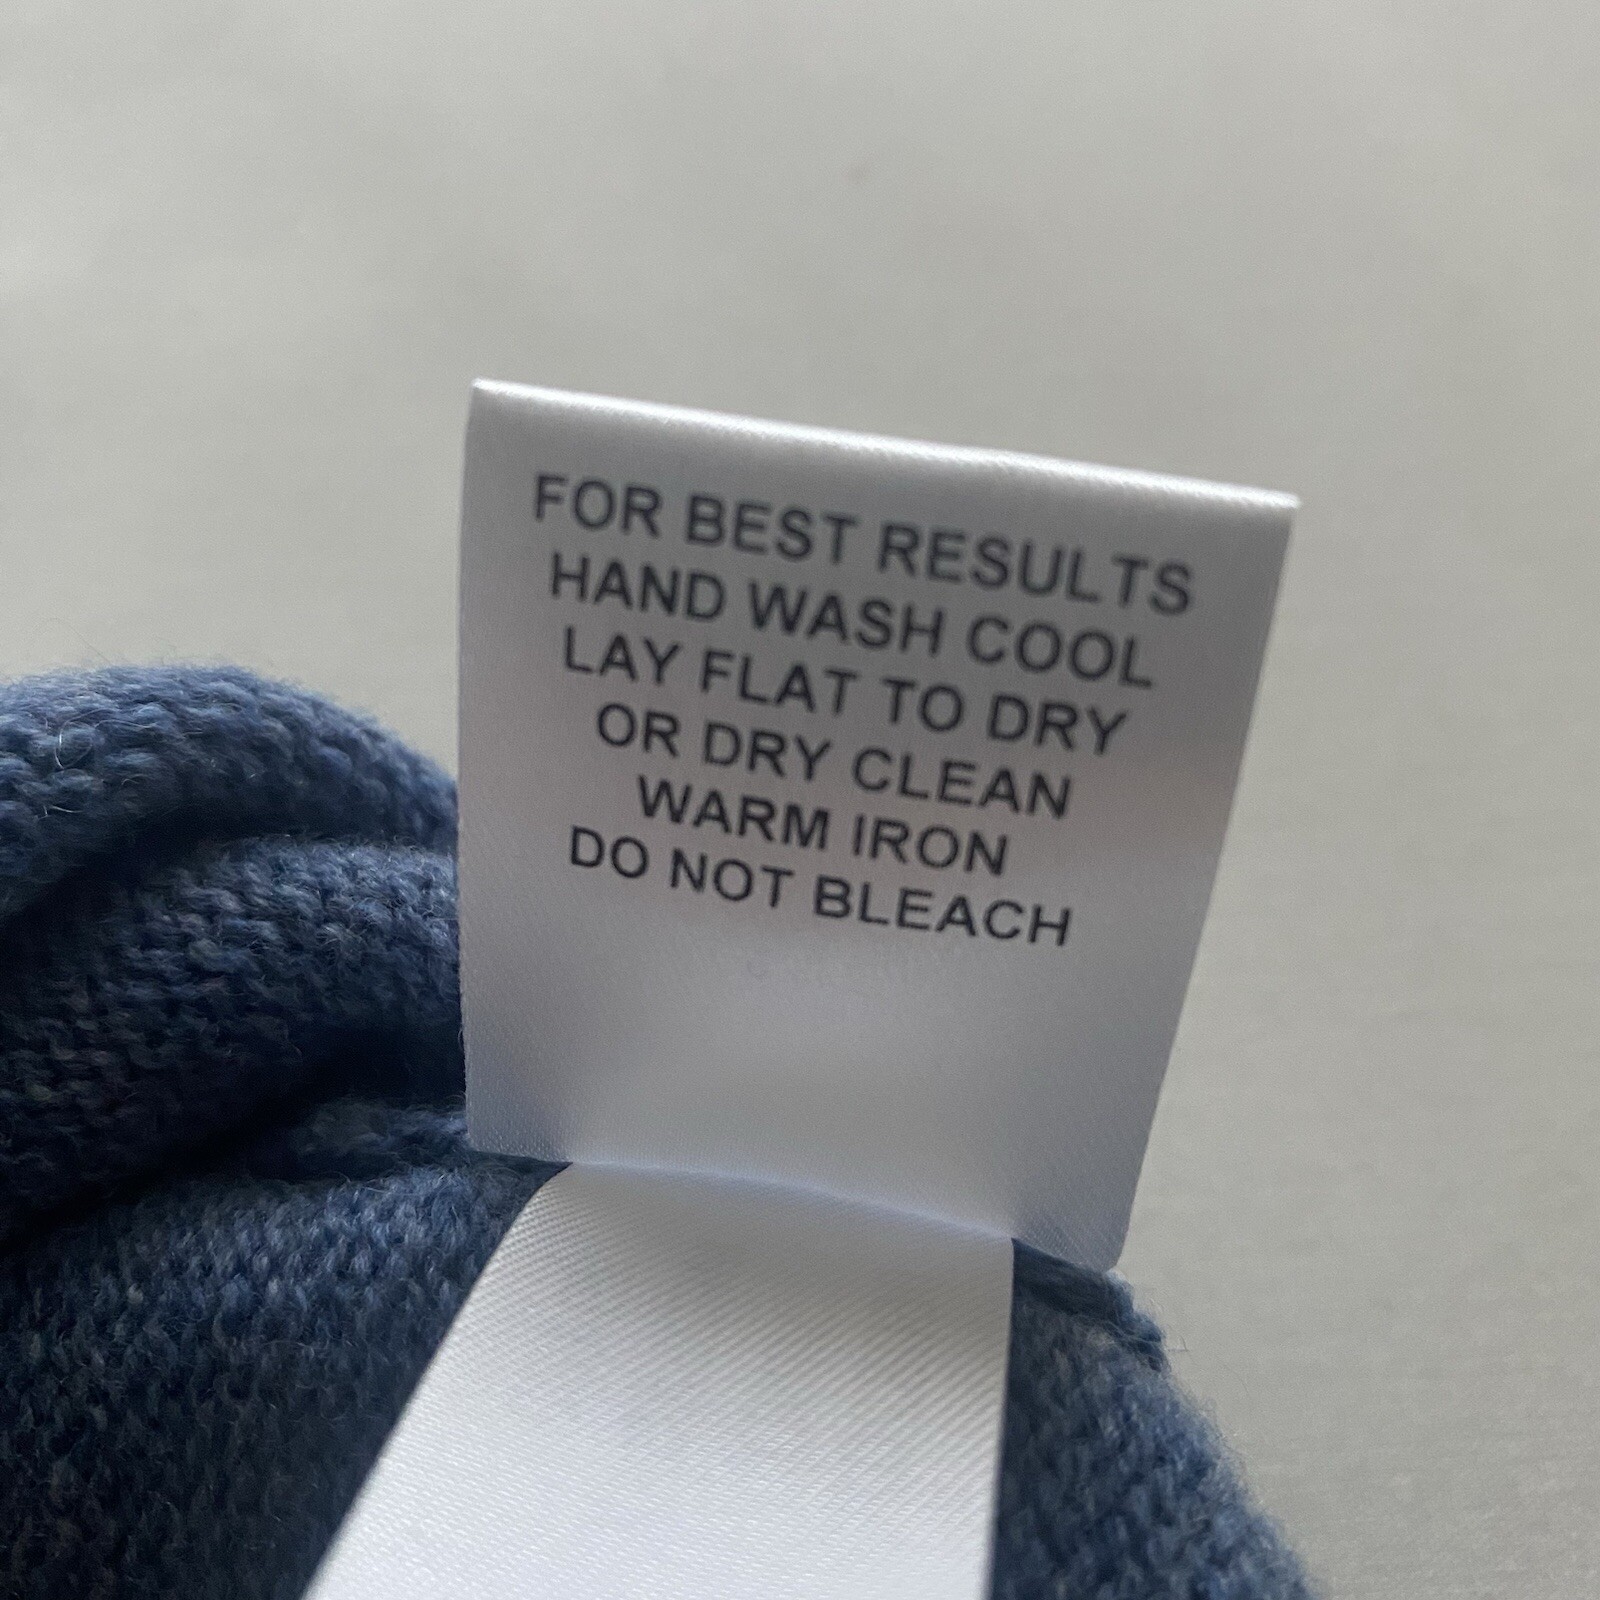 FOR BEST RESULTS
HAND WASH COOL
LAY FLAT TO DRY
OR DRY CLEAN
WARM IRON
DO NOT BLEACH